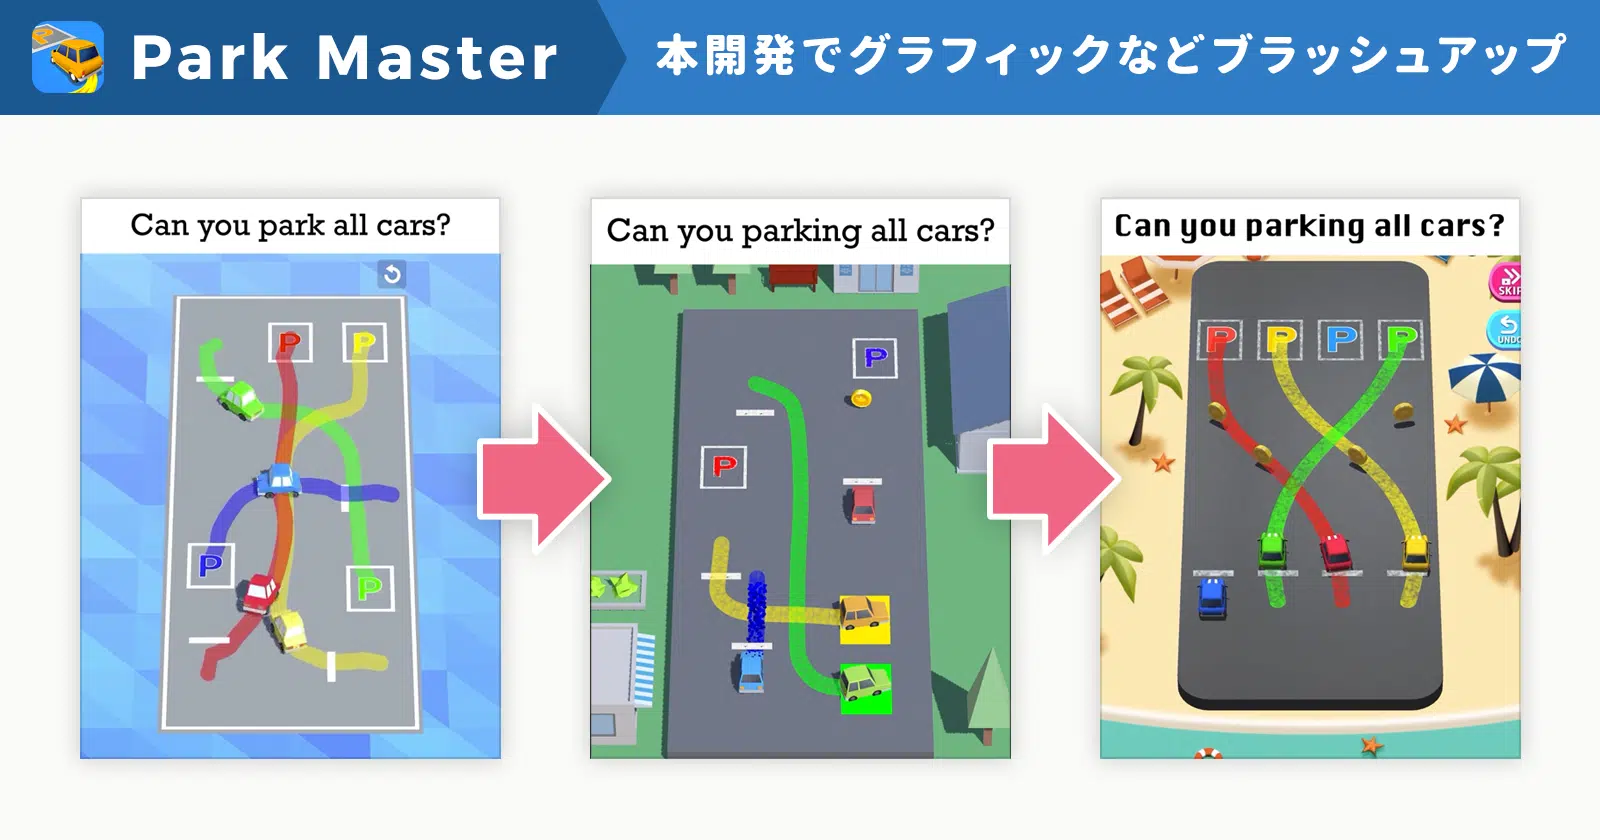 Park Master
本開発でグラフィックなどブラッシュアップ
Can you park all cars?
P P
P
P
Can you parking all cars?
P
P
Can you parking all cars?
SKIP
UNDO
P P P P